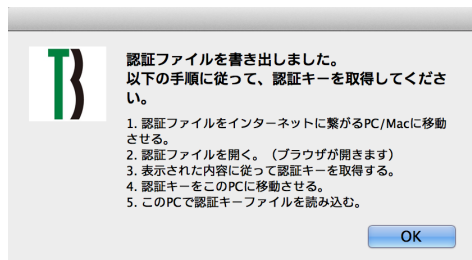 TB
認証ファイルを書き出しました。
以下の手順に従って、認証キーを取得してくださ
い。
1. 認証ファイルをインターネットに繋がるPC/Macに移動
させる。
2. 認証ファイルを開く。（ブラウザが開きます）
3. 表示された内容に従って認証キーを取得する。
4. 認証キーをこのPCに移動させる。
5. このPCで認証キーファイルを読み込む。
OK